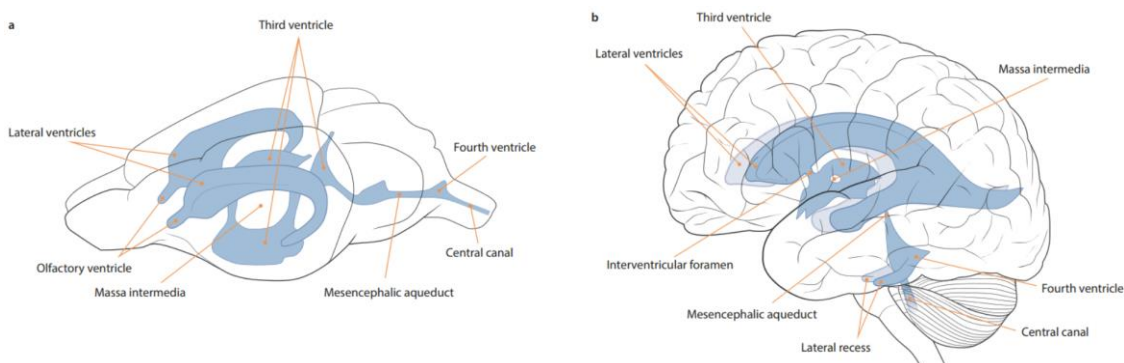 a
Third ventricle
Lateral ventricles
Fourth ventricle
Central canal
Olfactory ventricle
Massa intermedia
Mesencephalic aqueduct
b
Third ventricle
Lateral ventricles
Massa intermedia
Interventricular foramen
Mesencephalic aqueduct
Fourth ventricle
Central canal
Lateral recess